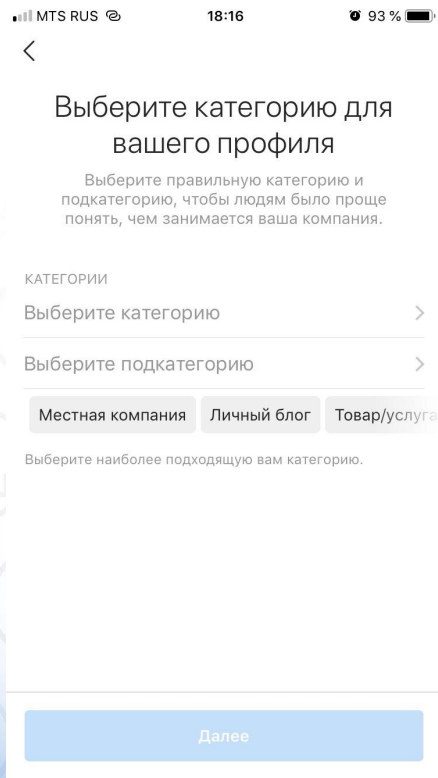 MTS RUS 18:16 93 %
Выберите категорию для
вашего профиля
Выберите правильную категорию и
подкатегорию, чтобы людям было проще
понять, чем занимается ваша компания.
КАТЕГОРИИ
Выберите категорию
Выберите подкатегорию
Местная компания Личный блог Товар/услуга
Выберите наиболее подходящую вам категорию.
Далее